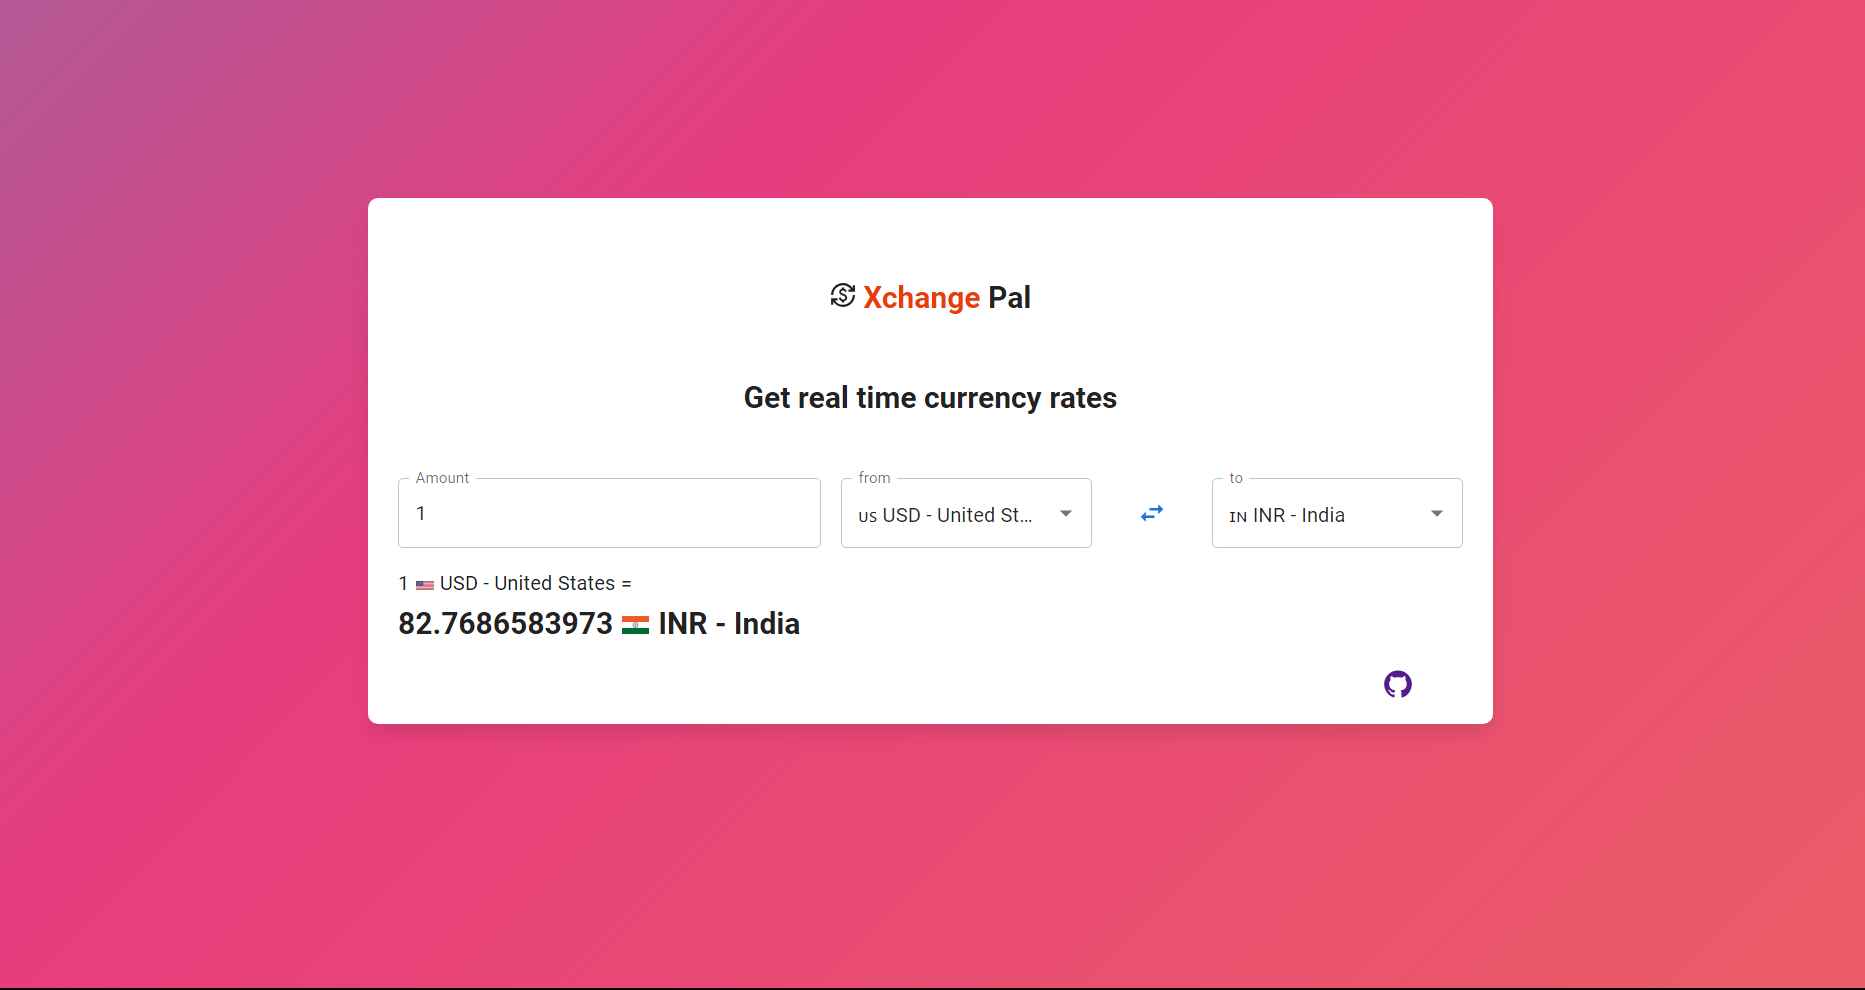 Xchange Pal
Get real time currency rates
Amount
1
from
US USD - United St...
to
IN INR - India
1 🇺🇸 USD - United States =
82.7686583973 🇮🇳 INR - India